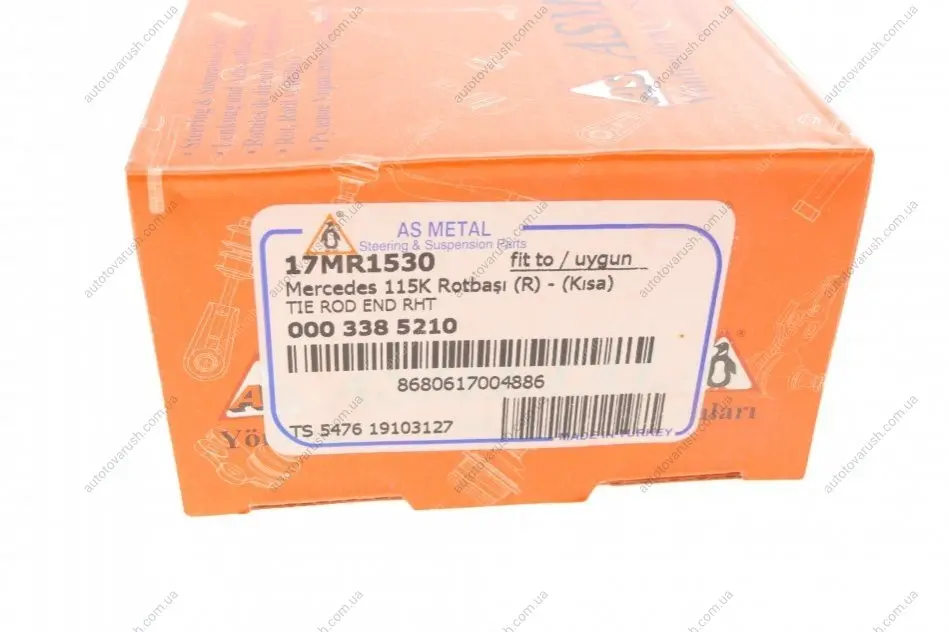 AS METAL
Steering & Suspension Parts
17MR1530 fit to / uygun
Mercedes 115K Rotbaşı (R) - (Kısa)
TIE ROD END RHT
000 338 5210
8680617004886
TS 5476 19103127
MADE IN TURKEY
autotovarush.com.ua